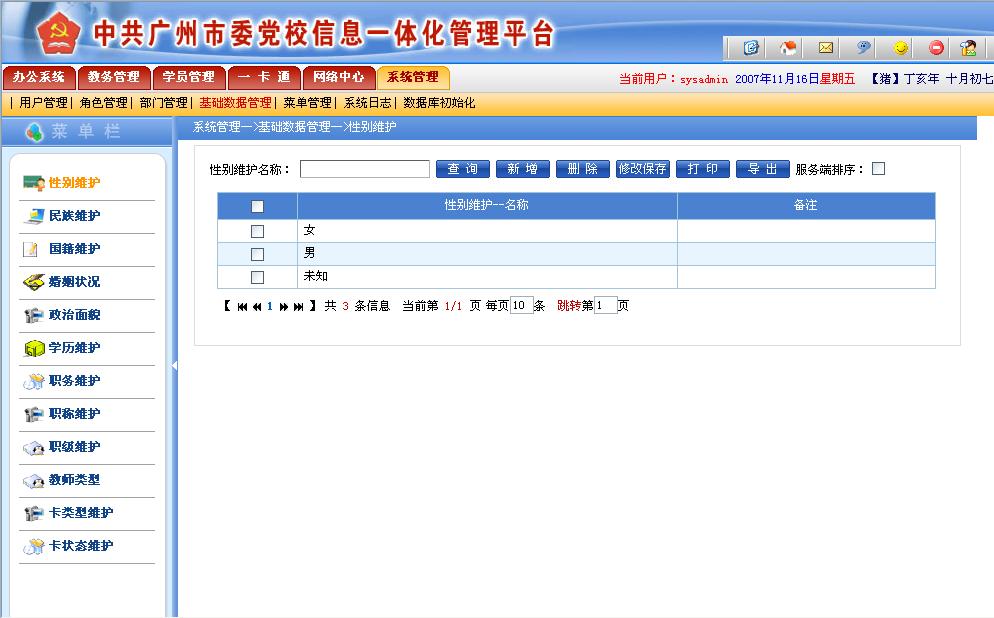 中共广州市委党校信息一体化管理平台
办公系统 教务管理 学员管理 一 卡 通 网络中心 系统管理 当前用户：sysadmin 2007年11月16日星期五 【猪】丁亥年 十月初七
| 用户管理| 角色管理| 部门管理| 基础数据管理| 菜单管理| 系统日志| 数据库初始化
菜 单 栏 系统管理—>基础数据管理—>性别维护
性别维护名称： 查 询 新 增 删 除 修改保存 打 印 导 出 服务端排序：
性别维护
民族维护
国籍维护
婚姻状况
政治面貌
学历维护
职务维护
职称维护
职级维护
教师类型
卡类型维护
卡状态维护
性别维护--名称 备注
女
男
未知
【 1 】 共 3 条信息 当前第 1/1 页 每页10条 跳转第1页